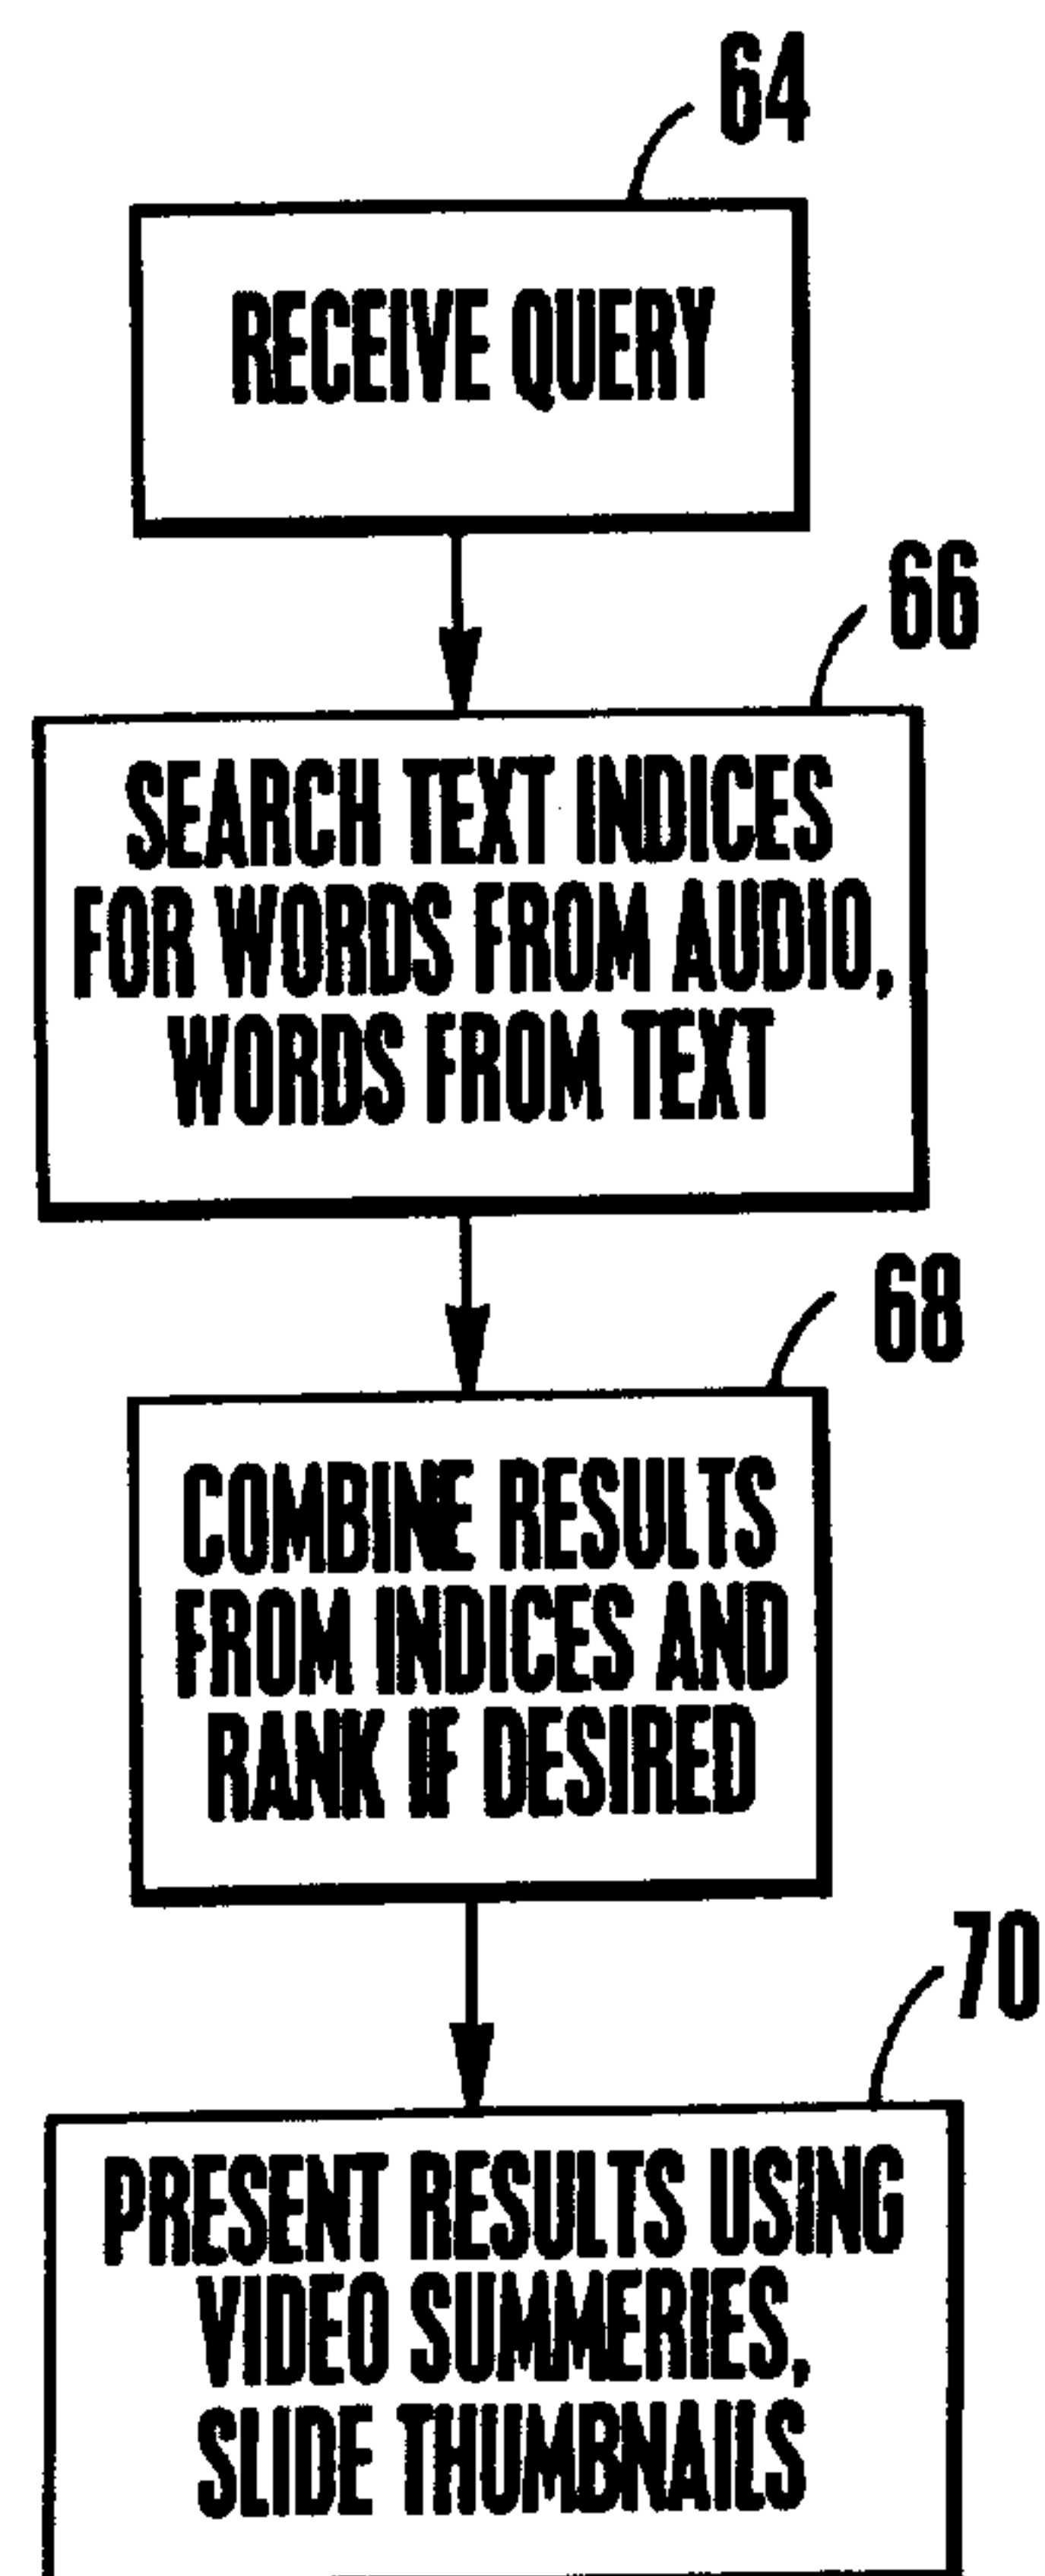 64
RECEIVE QUERY
66
SEARCH TEXT INDICES
FOR WORDS FROM AUDIO,
WORDS FROM TEXT
68
COMBINE RESULTS
FROM INDICES AND
RANK IF DESIRED
70
PRESENT RESULTS USING
VIDEO SUMMERIES,
SLIDE THUMBNAILS